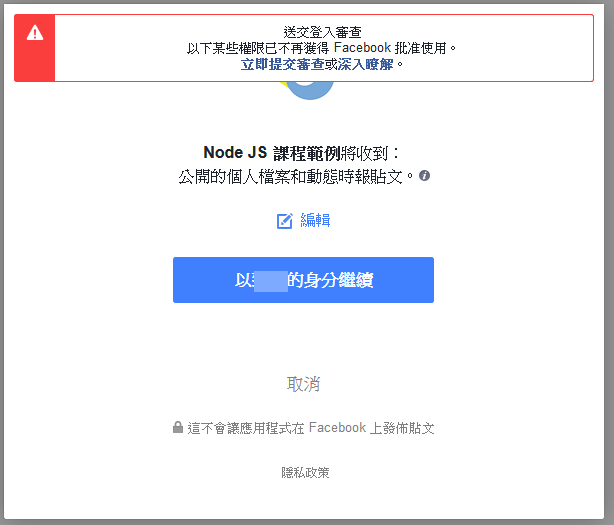 送交登入審查
以下某些權限已不再獲得 Facebook 批准使用。
立即提交審查或深入瞭解。
Node JS 課程範例將收到：
公開的個人檔案和動態時報貼文。
編輯
以 的身分繼續
取消
這不會讓應用程式在 Facebook 上發佈貼文
隱私政策